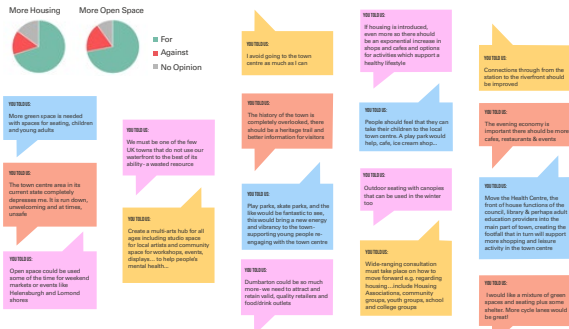 More Housing
More Open Space
For
Against
No Opinion
YOU TOLD US:
More green space is needed
with spaces for seating, children
and young adults
YOU TOLD US:
The town centre area in its
current state completely
depresses me. It is run down,
unwelcoming and at times,
unsafe
YOU TOLD US:
Open space could be used
some of the time for weekend
markets or events like
Helensburgh and Lomond
shores
YOU TOLD US:
We must be one of the few
UK towns that do not use our
waterfront to the best of its
ability - a wasted resource
YOU TOLD US:
Create a multi-arts hub for all
ages including studio space
for local artists and community
space for workshops, events,
displays... to help people's
mental health...
YOU TOLD US:
I avoid going to the town
centre as much as I can
YOU TOLD US:
The history of the town is
completely overlooked, there
should be a heritage trail and
better information for visitors
YOU TOLD US:
Play parks, skate parks, and the
like would be fantastic to see,
this would bring a new energy
and vibrancy to the town-
supporting young people re-
engaging with the town centre
YOU TOLD US:
Dumbarton could be so much
more - we need to attract and
retain valid, quality retailers and
food/drink outlets
YOU TOLD US:
If housing is introduced,
even more so there should
be an exponential increase in
shops and cafes and options
for activities which support a
healthy lifestyle
YOU TOLD US:
People should feel that they can
take their children to the local
town centre. A play park would
help, cafe, ice cream shop...
YOU TOLD US:
Outdoor seating with canopies
that can be used in the winter
too
YOU TOLD US:
Wide-ranging consultation
must take place on how to
move forward e.g. regarding
housing...include Housing
Associations, community
groups, youth groups, school
and college groups
YOU TOLD US:
Connections through from the
station to the riverfront should
be improved
YOU TOLD US:
The evening economy is
important there should be more
cafes, restaurants & events
YOU TOLD US:
Move the Health Centre, the
front of house functions of the
council, library & perhaps adult
education providers into the
main part of town, creating the
footfall that in turn will support
more shopping and leisure
activity in the town centre
YOU TOLD US:
I would like a mixture of green
spaces and seating plus some
shelter. More cycle lanes would
be great!